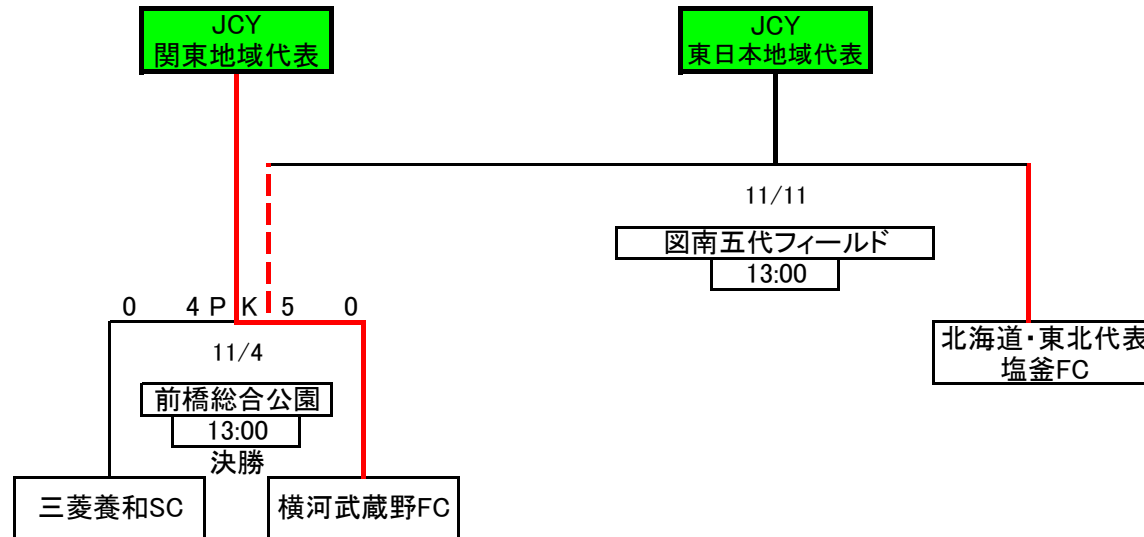 JCY
関東地域代表
JCY
東日本地域代表
11/11
図南五代フィールド
13:00
0 4 P K 5 0
11/4
前橋総合公園
13:00
決勝
北海道・東北代表
塩釜FC
三菱養和SC
横河武蔵野FC